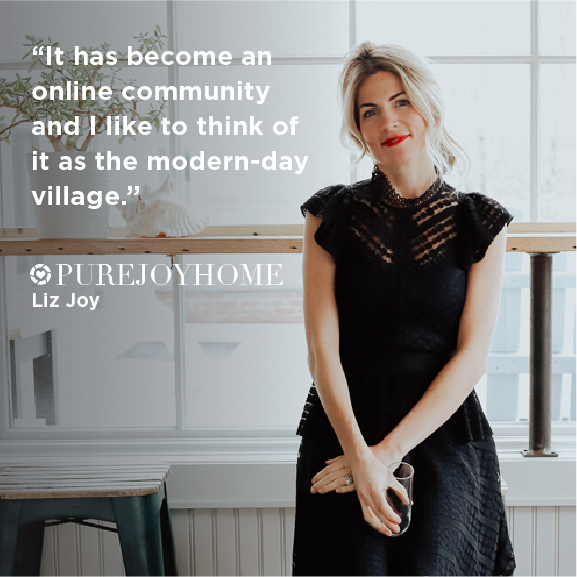 “It has become an
online community
and I like to think of
it as the modern-day
village.”
PUREJOYHOME
Liz Joy